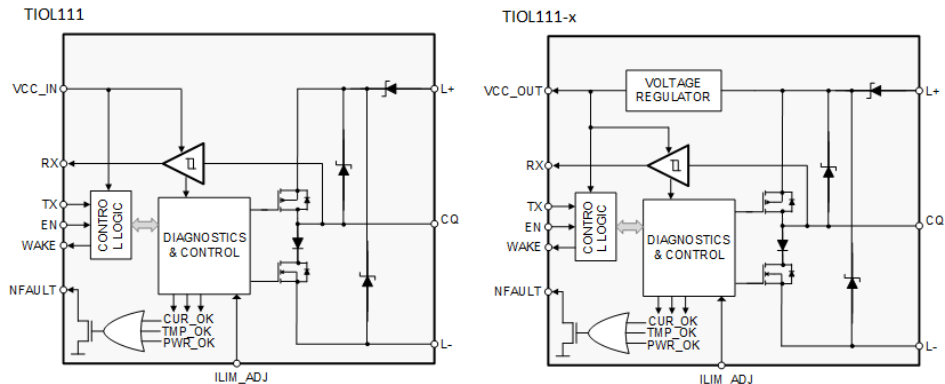 TIOL111
VCC_IN
L+
RX
TX
EN
WAKE
CONTRO
L LOGIC
DIAGNOSTICS
& CONTROL
CQ
NFAULT
CUR_OK
TMP_OK
PWR_OK
L-
ILIM_ADJ
TIOL111-x
VOLTAGE
REGULATOR
VCC_OUT
L+
RX
TX
EN
WAKE
CONTRO
L LOGIC
DIAGNOSTICS
& CONTROL
CQ
NFAULT
CUR_OK
TMP_OK
PWR_OK
L-
ILIM_ADJ